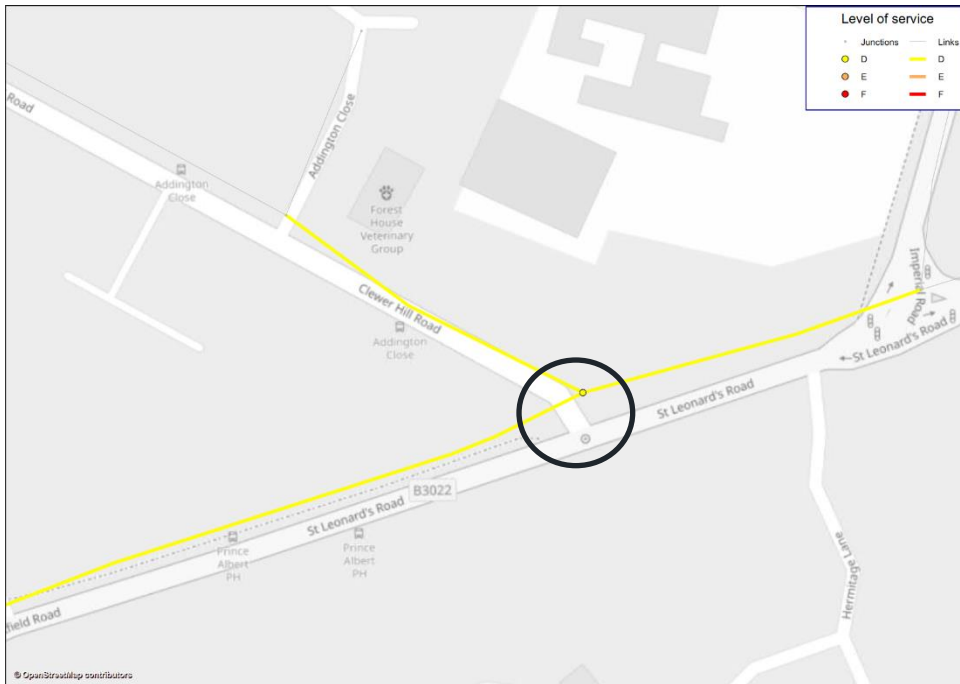 Level of service
Junctions Links
D D
E E
F F
Road
Addington Close
Addington
Close
Forest
House
Veterinary
Group
Clewer Hill Road
Addington
Close
Imperial Road
St Leonard's Road
St Leonard's Road
B3022
St Leonard's Road
Prince
Albert
PH
Prince
Albert
PH
Hermitage Lane
field Road
© OpenStreetMap contributors